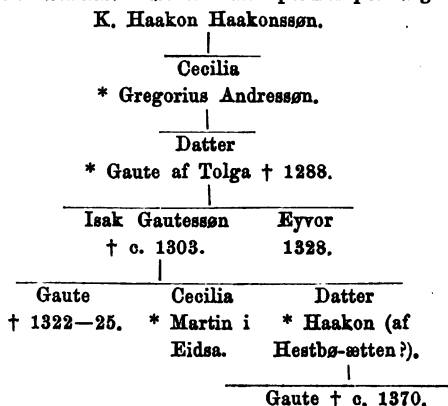 K. Haakon Haakonssøn.
Cecilia
* Gregorius Andressøn.
Datter
* Gaute af Tolga † 1288.
Isak Gautessøn Eyvor
† c. 1303. 1328.
Gaute Cecilia Datter
† 1322—25. * Martin i * Haakon (af
Eidsa. Hestbø-ætten?).
Gaute † c. 1370.